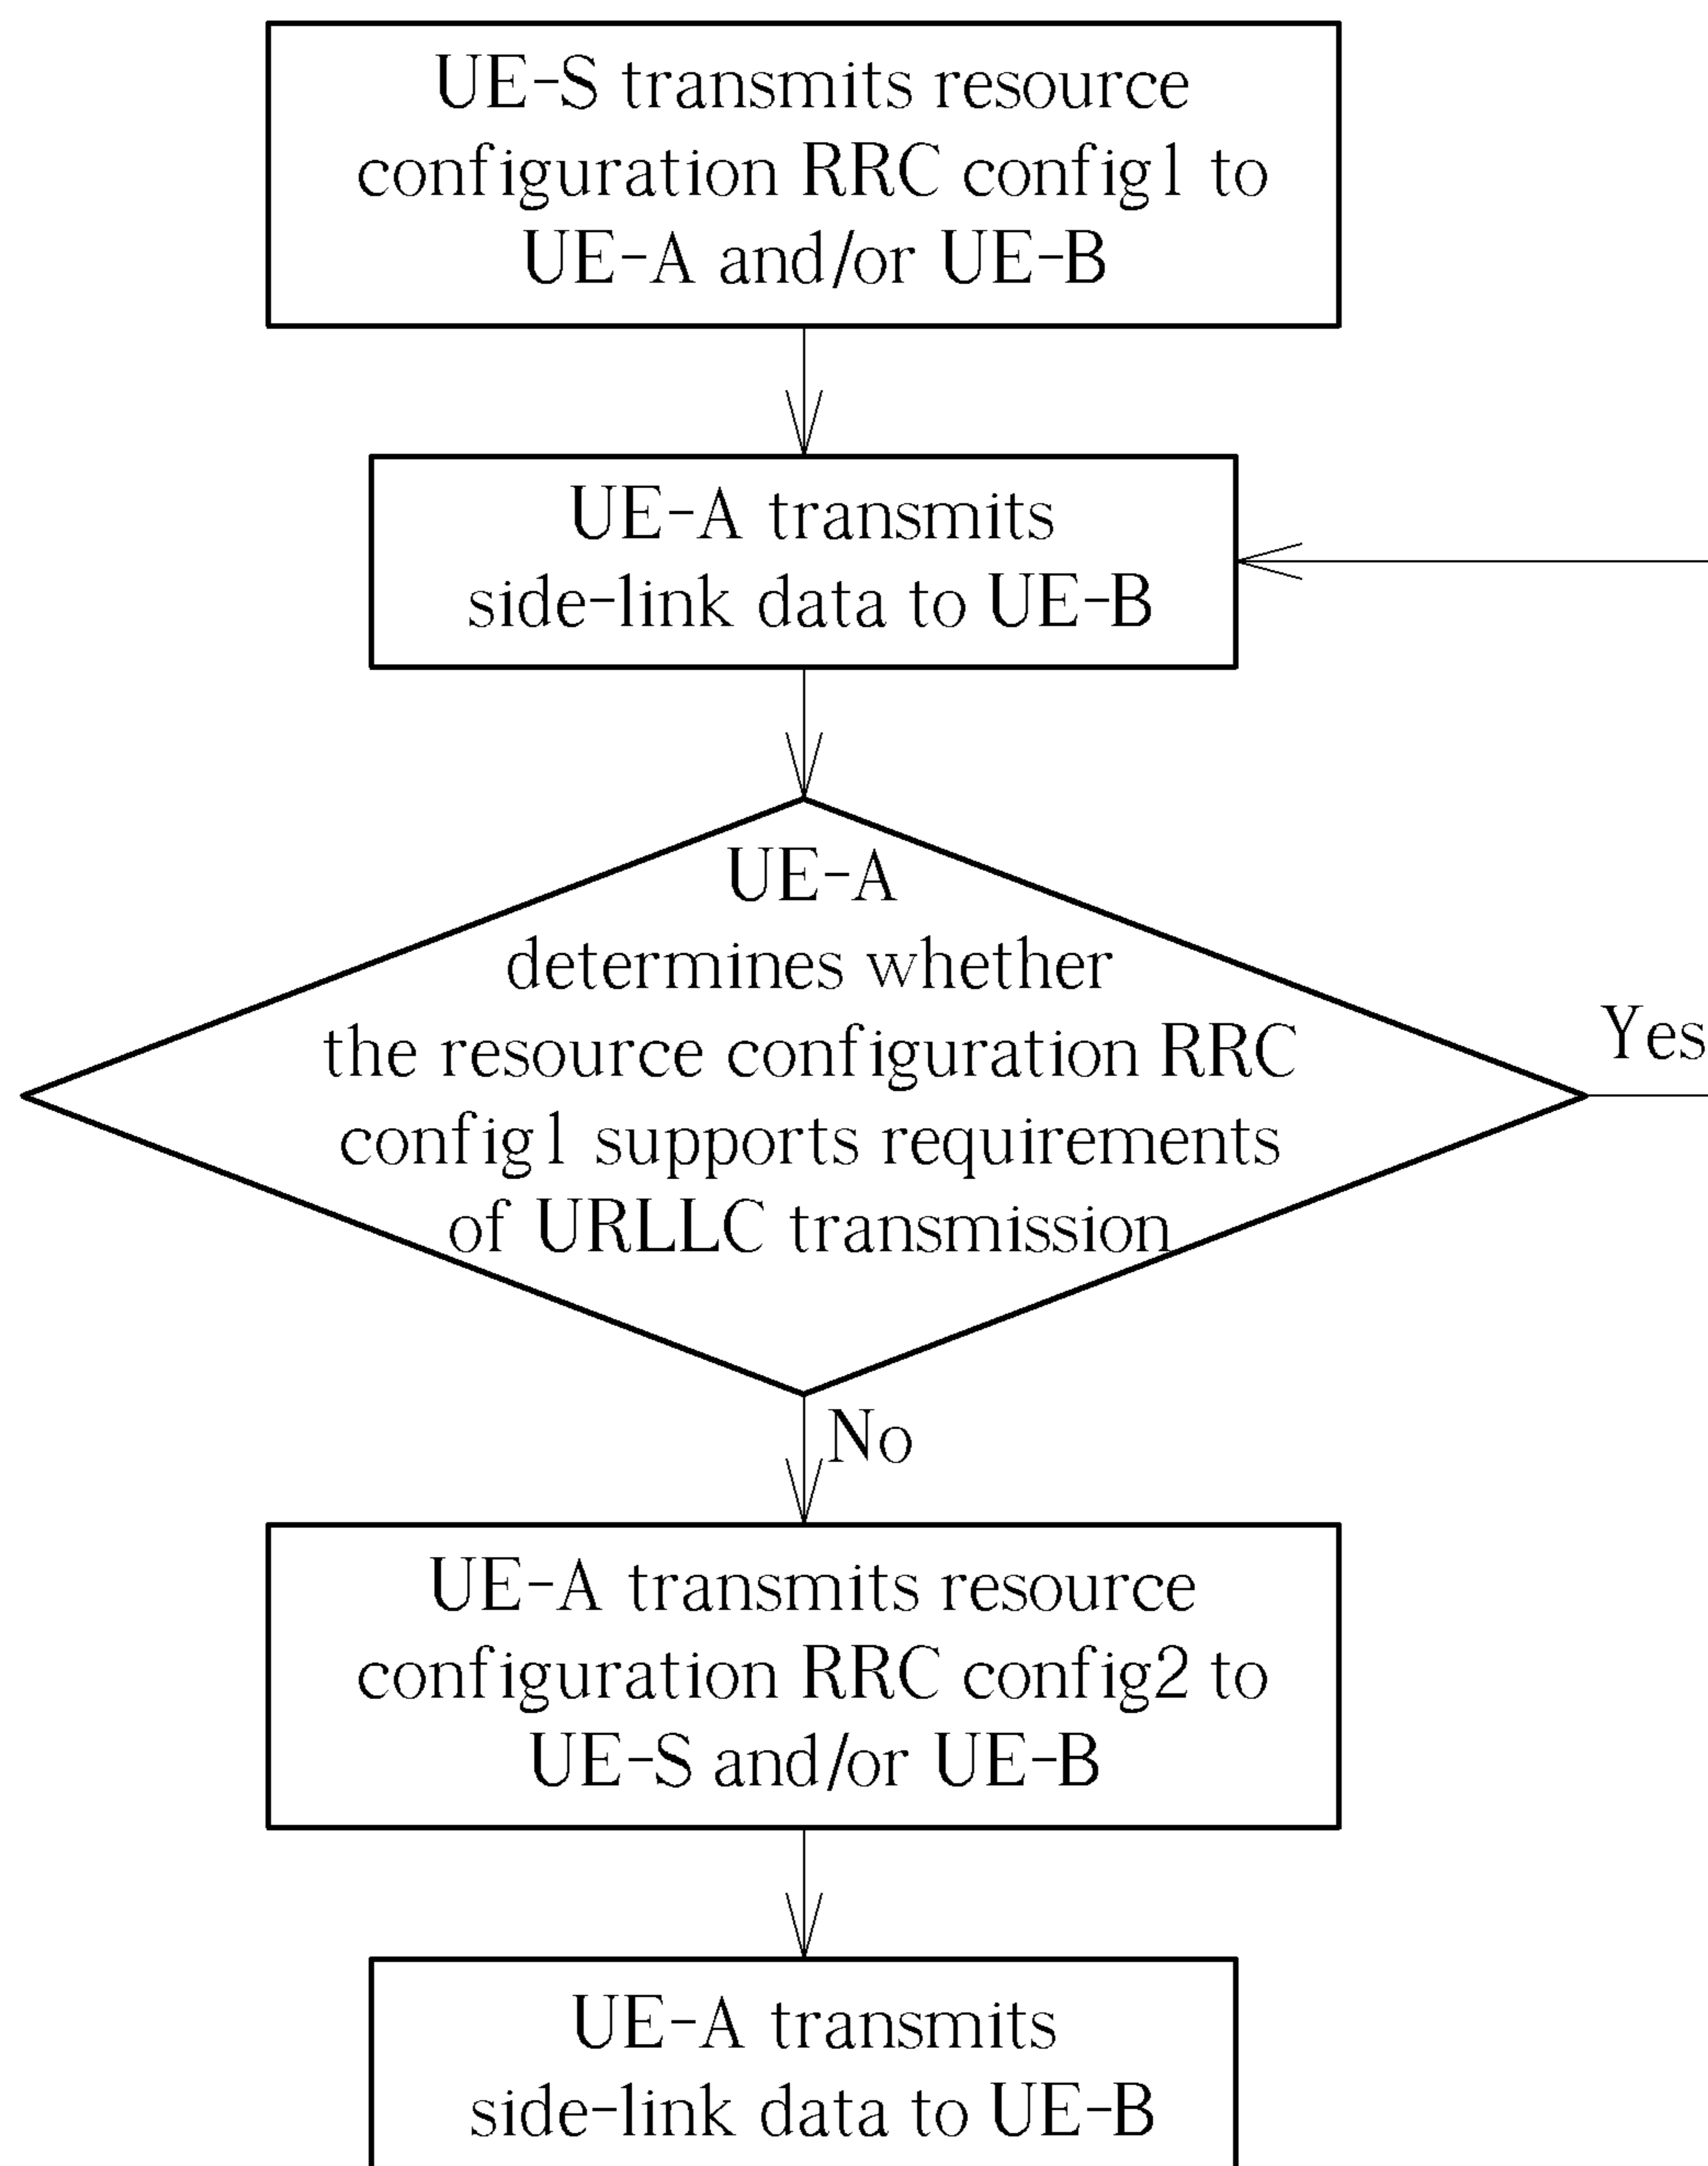 UE-S transmits resource
configuration RRC config1 to
UE-A and/or UE-B
UE-A transmits
side-link data to UE-B
UE-A
determines whether
the resource configuration RRC
config1 supports requirements
of URLLC transmission
Yes
No
UE-A transmits resource
configuration RRC config2 to
UE-S and/or UE-B
UE-A transmits
side-link data to UE-B